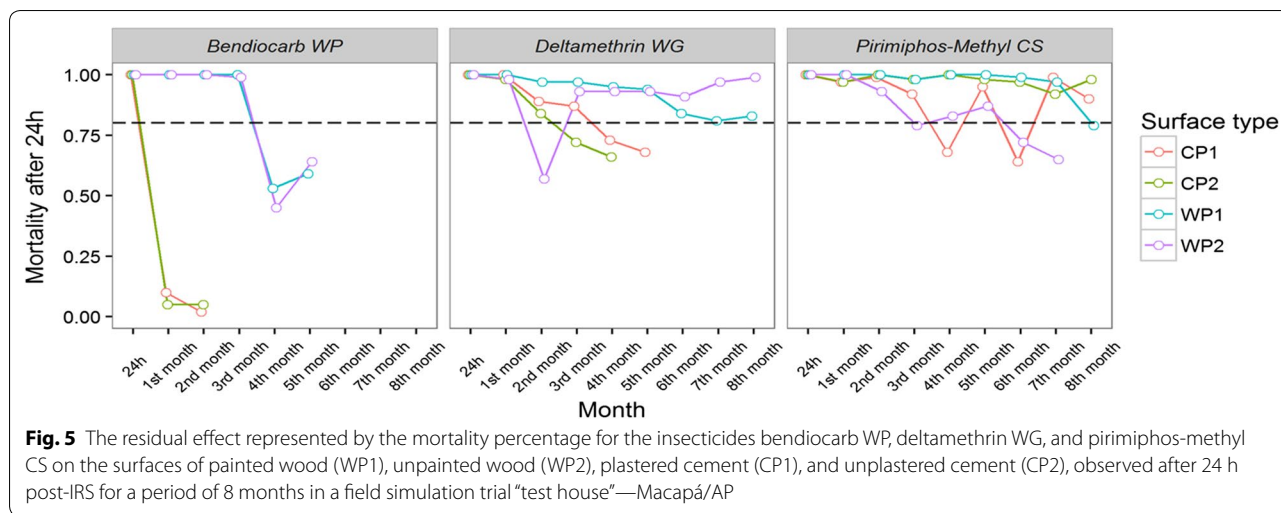 Bendiocarb WP
Deltamethrin WG
Pirimiphos-Methyl CS
Mortality after 24h
1.00
0.75
0.50
0.25
0.00
24h
1st month
2nd month
3rd month
4th month
5th month
6th month
7th month
8th month
24h
1st month
2nd month
3rd month
4th month
5th month
6th month
7th month
8th month
24h
1st month
2nd month
3rd month
4th month
5th month
6th month
7th month
8th month
Month
Surface type
CP1
CP2
WP1
WP2
Fig. 5 The residual effect represented by the mortality percentage for the insecticides bendiocarb WP, deltamethrin WG, and pirimiphos-methyl
CS on the surfaces of painted wood (WP1), unpainted wood (WP2), plastered cement (CP1), and unplastered cement (CP2), observed after 24 h
post-IRS for a period of 8 months in a field simulation trial “test house”—Macapá/AP